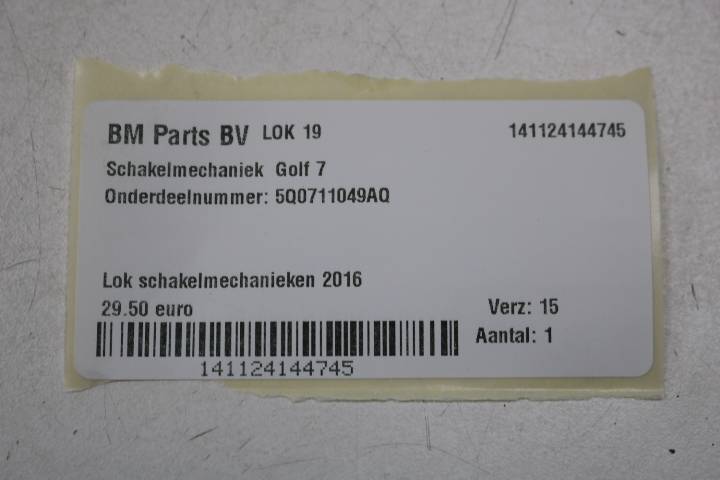 BM Parts BV LOK 19 141124144745
Schakelmechaniek Golf 7
Onderdeelnummer: 5Q0711049AQ
Lok schakelmechanieken 2016
29.50 euro Verz: 15
Aantal: 1
141124144745